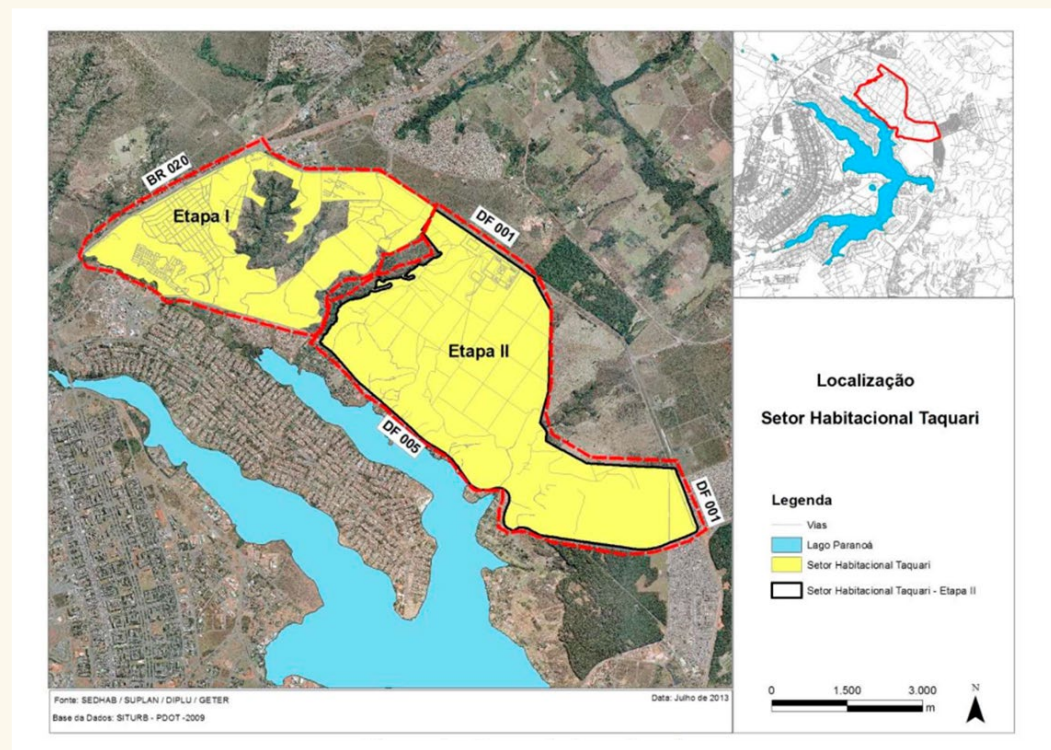 BR 020
Etapa I
DF 001
Etapa II
DF 005
DF 001
Localização
Setor Habitacional Taquari
Legenda
Vias
Lago Paranoá
Setor Habitacional Taquari
Setor Habitacional Taquari - Etapa II
0 1.500 3.000
m
N
Fonte: SEDHAB / SUPLAN / DIPLU / GETER
Data: Julho de 2013
Base da Dados: SITURB - PDOT -2009